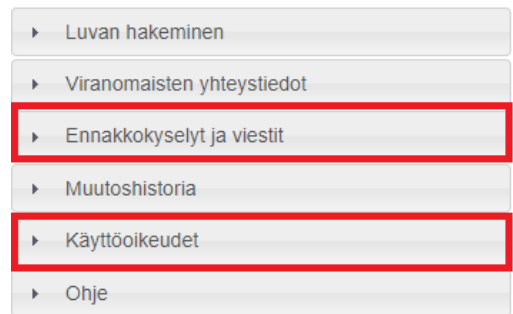 Luvan hakeminen
Viranomaisten yhteystiedot
Ennakkokyselyt ja viestit
Muutoshistoria
Käyttöoikeudet
Ohje